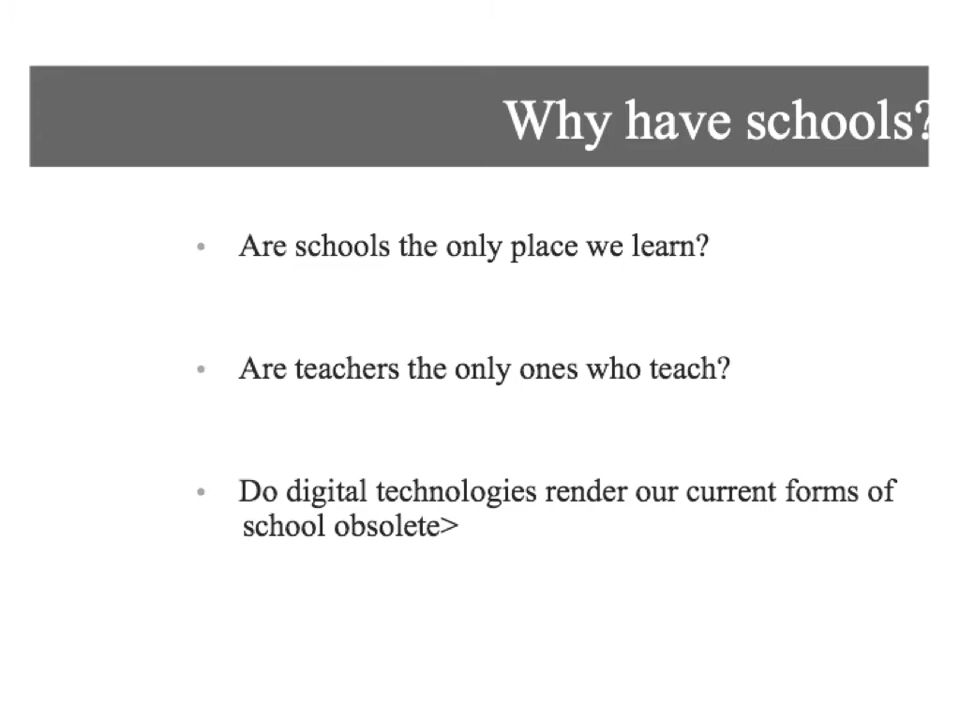 Why have schools?
• Are schools the only place we learn?
• Are teachers the only ones who teach?
• Do digital technologies render our current forms of
school obsolete>